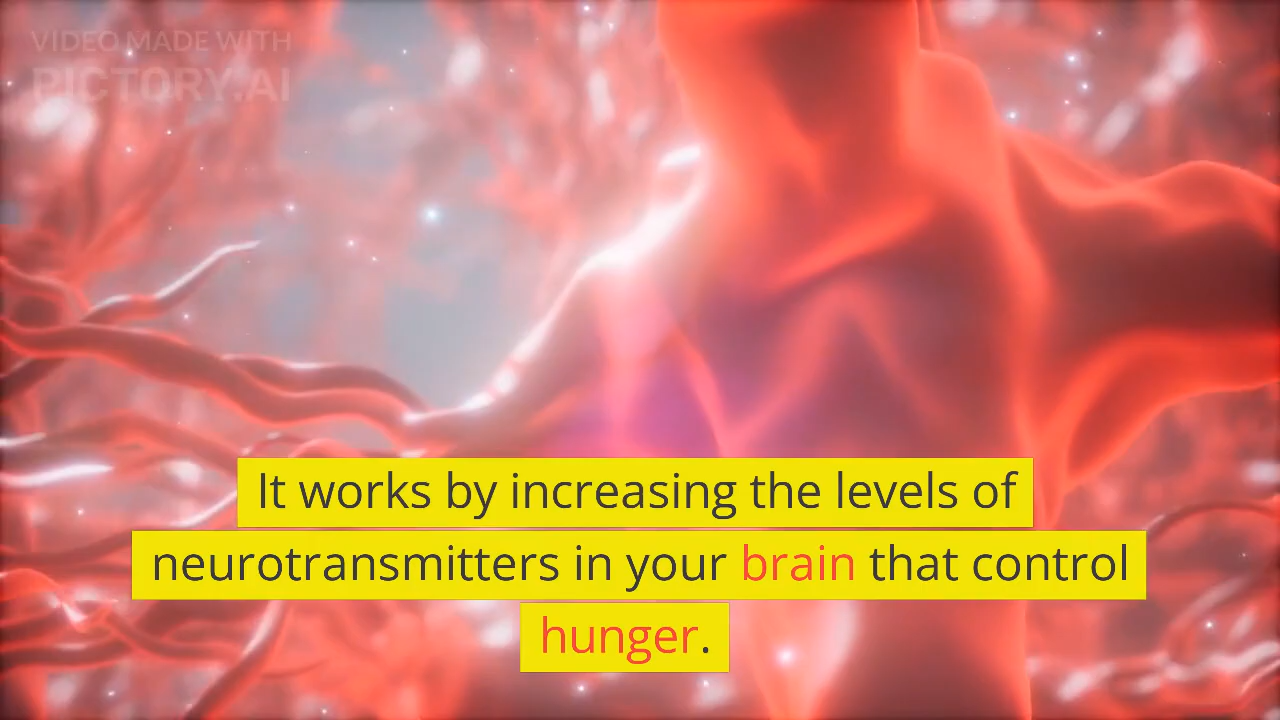 VIDEO MADE WITH
PICTORY.AI
It works by increasing the levels of
neurotransmitters in your brain that control
hunger.